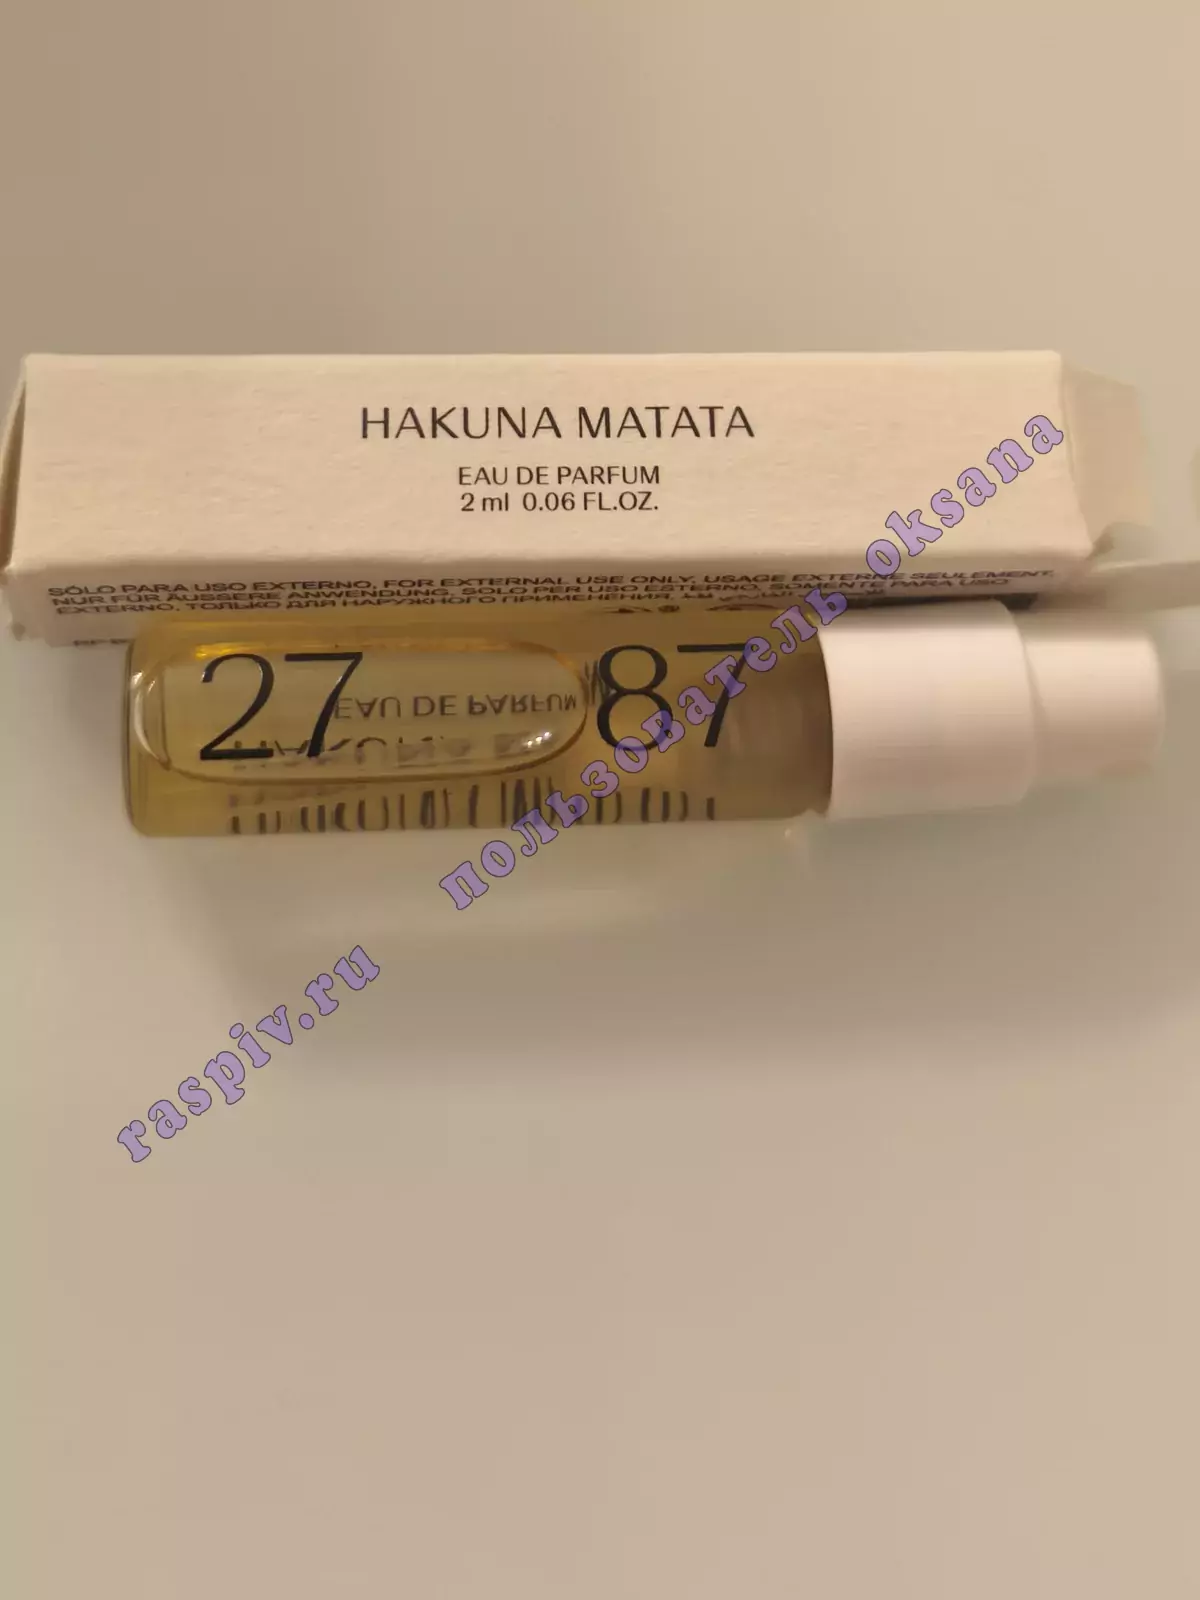 HAKUNA MATATA
EAU DE PARFUM
2 ml 0.06 FL.OZ.
SÓLO PARA USO EXTERNO, FOR EXTERNAL USE ONLY, USAGE EXTERNE SEULEMENT,
NUR FÜR ÄUSSERE ANWENDUNG, SOLO PER USO ESTERNO, SOMENTE PARA USO
EXTERNO, ТОЛЬКО ДЛЯ НАРУЖНОГО ПРИМЕНЕНИЯ,
27 87
EAU DE PARFUM
HAKUNA
raspiv.ru пользователь oksana